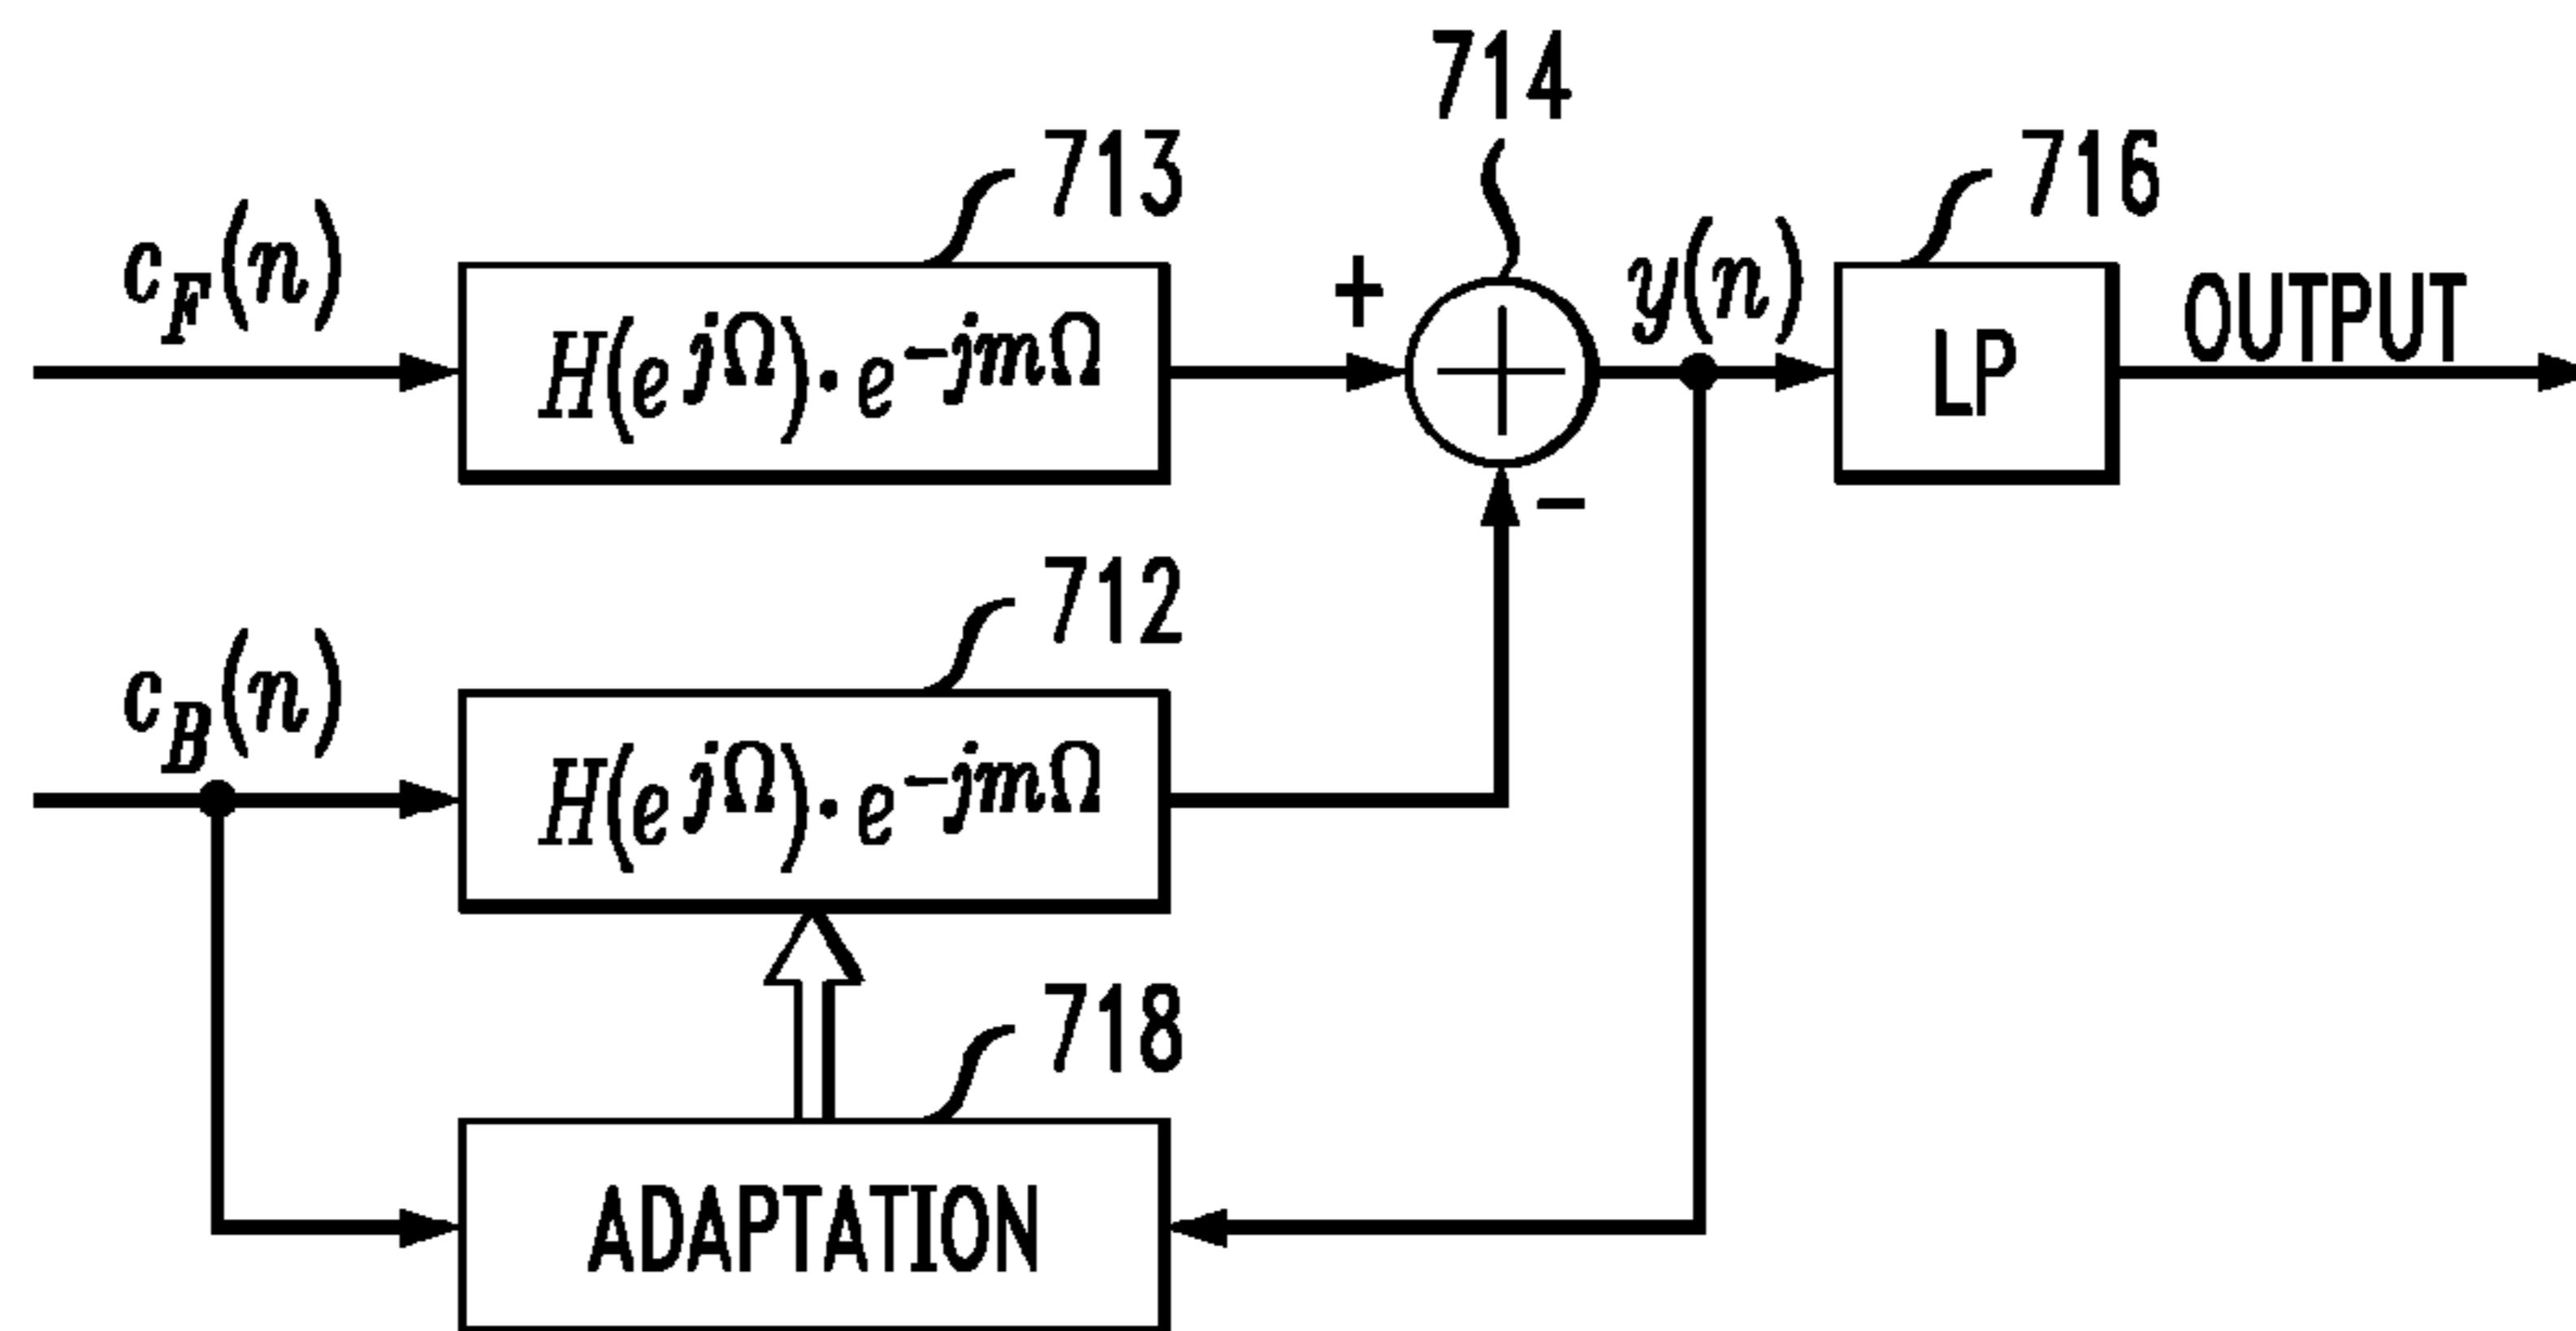 714
713
716
c_F(n)
+
y(n)
OUTPUT
H(e^{jΩ})·e^{-jmΩ}
LP
−
712
c_B(n)
H(e^{jΩ})·e^{-jmΩ}
718
ADAPTATION